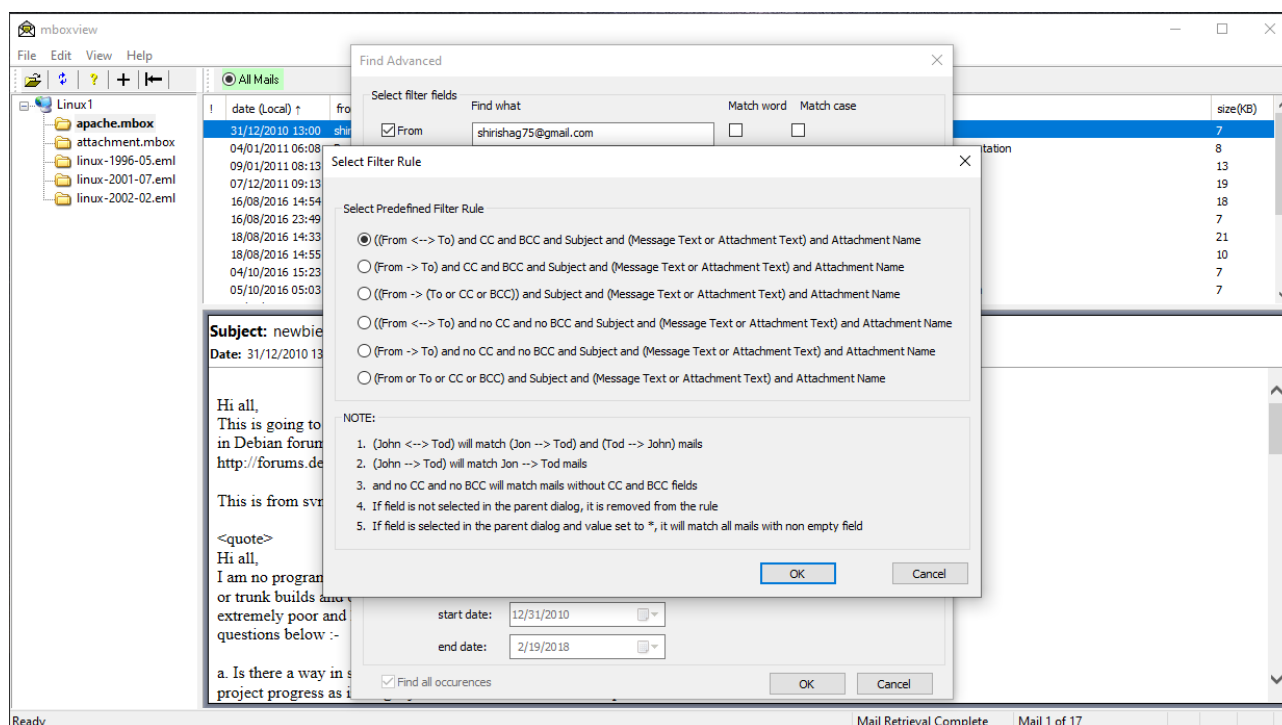 mboxview
File Edit View Help
All Mails
Linux1
apache.mbox
attachment.mbox
linux-1996-05.eml
linux-2001-07.eml
linux-2002-02.eml
! date (Local) ↑ fro size(KB)
31/12/2010 13:00 shir 7
04/01/2011 06:08 tation 8
09/01/2011 08:13 13
07/12/2011 09:13 19
16/08/2016 14:54 18
16/08/2016 23:49 7
18/08/2016 14:33 21
18/08/2016 14:55 10
04/10/2016 15:23 7
05/10/2016 05:03 7
Subject: newbie
Date: 31/12/2010 13
Hi all,
This is going to
in Debian forum
http://forums.de
This is from svn
<quote>
Hi all,
I am no program
or trunk builds and
extremely poor and
questions below :-
a. Is there a way in s
project progress as i
Find Advanced
Select filter fields
Find what Match word Match case
From shirishag75@gmail.com
Select Filter Rule
Select Predefined Filter Rule
((From <--> To) and CC and BCC and Subject and (Message Text or Attachment Text) and Attachment Name
(From -> To) and CC and BCC and Subject and (Message Text or Attachment Text) and Attachment Name
((From -> (To or CC or BCC)) and Subject and (Message Text or Attachment Text) and Attachment Name
((From <--> To) and no CC and no BCC and Subject and (Message Text or Attachment Text) and Attachment Name
(From -> To) and no CC and no BCC and Subject and (Message Text or Attachment Text) and Attachment Name
(From or To or CC or BCC) and Subject and (Message Text or Attachment Text) and Attachment Name
NOTE:
1. (John <--> Tod) will match (Jon --> Tod) and (Tod --> John) mails
2. (John --> Tod) will match Jon --> Tod mails
3. and no CC and no BCC will match mails without CC and BCC fields
4. If field is not selected in the parent dialog, it is removed from the rule
5. If field is selected in the parent dialog and value set to *, it will match all mails with non empty field
OK Cancel
start date: 12/31/2010
end date: 2/19/2018
Find all occurences
OK Cancel
Ready Mail Retrieval Complete Mail 1 of 17